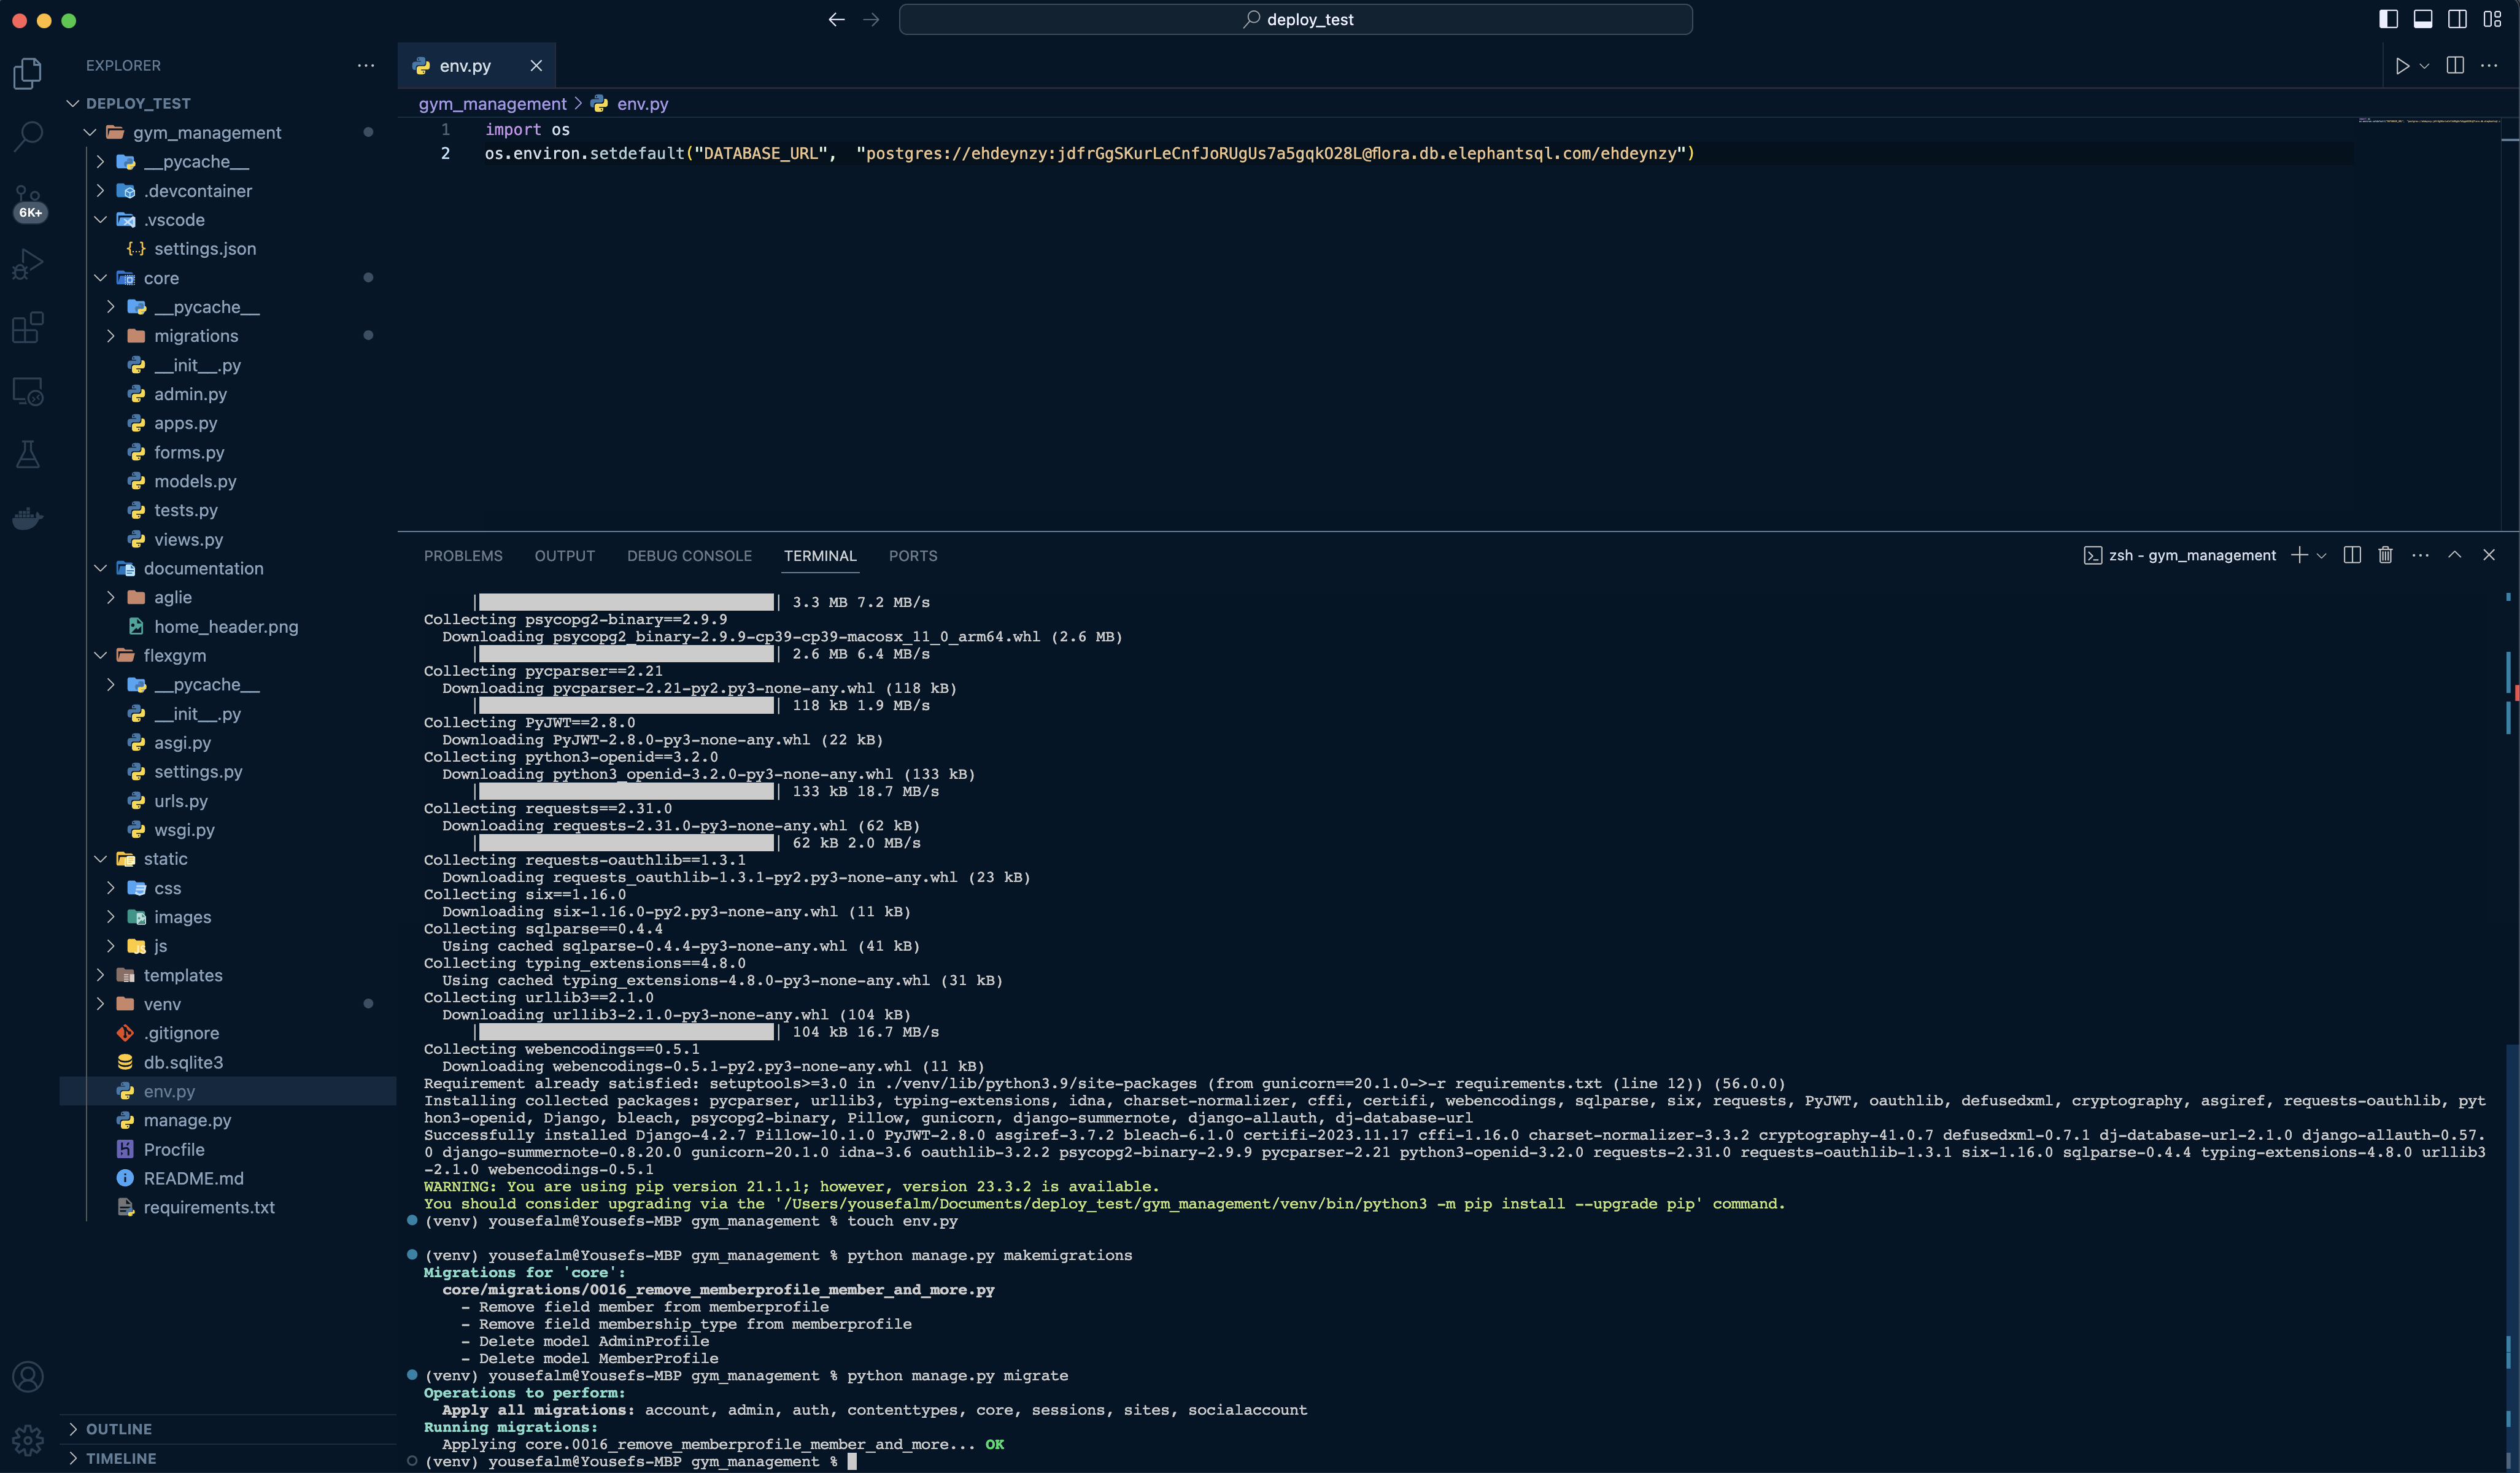 deploy_test
EXPLORER
DEPLOY_TEST
gym_management
__pycache__
.devcontainer
.vscode
settings.json
core
__pycache__
migrations
__init__.py
admin.py
apps.py
forms.py
models.py
tests.py
views.py
documentation
aglie
home_header.png
flexgym
__pycache__
__init__.py
asgi.py
settings.py
urls.py
wsgi.py
static
css
images
js
templates
venv
.gitignore
db.sqlite3
env.py
manage.py
Procfile
README.md
requirements.txt
OUTLINE
TIMELINE
6K+
env.py
gym_management > env.py
1 import os
2 os.environ.setdefault("DATABASE_URL", "postgres://ehdeynzy:jdfrGgSKurLeCnfJoRUgUs7a5gqkO28L@flora.db.elephantsql.com/ehdeynzy")
PROBLEMS OUTPUT DEBUG CONSOLE TERMINAL PORTS
zsh - gym_management
| | 3.3 MB 7.2 MB/s
Collecting psycopg2-binary==2.9.9
Downloading psycopg2_binary-2.9.9-cp39-cp39-macosx_11_0_arm64.whl (2.6 MB)
| | 2.6 MB 6.4 MB/s
Collecting pycparser==2.21
Downloading pycparser-2.21-py2.py3-none-any.whl (118 kB)
| | 118 kB 1.9 MB/s
Collecting PyJWT==2.8.0
Downloading PyJWT-2.8.0-py3-none-any.whl (22 kB)
Collecting python3-openid==3.2.0
Downloading python3_openid-3.2.0-py3-none-any.whl (133 kB)
| | 133 kB 18.7 MB/s
Collecting requests==2.31.0
Downloading requests-2.31.0-py3-none-any.whl (62 kB)
| | 62 kB 2.0 MB/s
Collecting requests-oauthlib==1.3.1
Downloading requests_oauthlib-1.3.1-py2.py3-none-any.whl (23 kB)
Collecting six==1.16.0
Downloading six-1.16.0-py2.py3-none-any.whl (11 kB)
Collecting sqlparse==0.4.4
Using cached sqlparse-0.4.4-py3-none-any.whl (41 kB)
Collecting typing_extensions==4.8.0
Using cached typing_extensions-4.8.0-py3-none-any.whl (31 kB)
Collecting urllib3==2.1.0
Downloading urllib3-2.1.0-py3-none-any.whl (104 kB)
| | 104 kB 16.7 MB/s
Collecting webencodings==0.5.1
Downloading webencodings-0.5.1-py2.py3-none-any.whl (11 kB)
Requirement already satisfied: setuptools>=3.0 in ./venv/lib/python3.9/site-packages (from gunicorn==20.1.0->-r requirements.txt (line 12)) (56.0.0)
Installing collected packages: pycparser, urllib3, typing-extensions, idna, charset-normalizer, cffi, certifi, webencodings, sqlparse, six, requests, PyJWT, oauthlib, defusedxml, cryptography, asgiref, requests-oauthlib, pyt
hon3-openid, Django, bleach, psycopg2-binary, Pillow, gunicorn, django-summernote, django-allauth, dj-database-url
Successfully installed Django-4.2.7 Pillow-10.1.0 PyJWT-2.8.0 asgiref-3.7.2 bleach-6.1.0 certifi-2023.11.17 cffi-1.16.0 charset-normalizer-3.3.2 cryptography-41.0.7 defusedxml-0.7.1 dj-database-url-2.1.0 django-allauth-0.57.
0 django-summernote-0.8.20.0 gunicorn-20.1.0 idna-3.6 oauthlib-3.2.2 psycopg2-binary-2.9.9 pycparser-2.21 python3-openid-3.2.0 requests-2.31.0 requests-oauthlib-1.3.1 six-1.16.0 sqlparse-0.4.4 typing-extensions-4.8.0 urllib3
-2.1.0 webencodings-0.5.1
WARNING: You are using pip version 21.1.1; however, version 23.3.2 is available.
You should consider upgrading via the '/Users/yousefalm/Documents/deploy_test/gym_management/venv/bin/python3 -m pip install --upgrade pip' command.
(venv) yousefalm@Yousefs-MBP gym_management % touch env.py
(venv) yousefalm@Yousefs-MBP gym_management % python manage.py makemigrations
Migrations for 'core':
core/migrations/0016_remove_memberprofile_member_and_more.py
- Remove field member from memberprofile
- Remove field membership_type from memberprofile
- Delete model AdminProfile
- Delete model MemberProfile
(venv) yousefalm@Yousefs-MBP gym_management % python manage.py migrate
Operations to perform:
Apply all migrations: account, admin, auth, contenttypes, core, sessions, sites, socialaccount
Running migrations:
Applying core.0016_remove_memberprofile_member_and_more... OK
(venv) yousefalm@Yousefs-MBP gym_management %